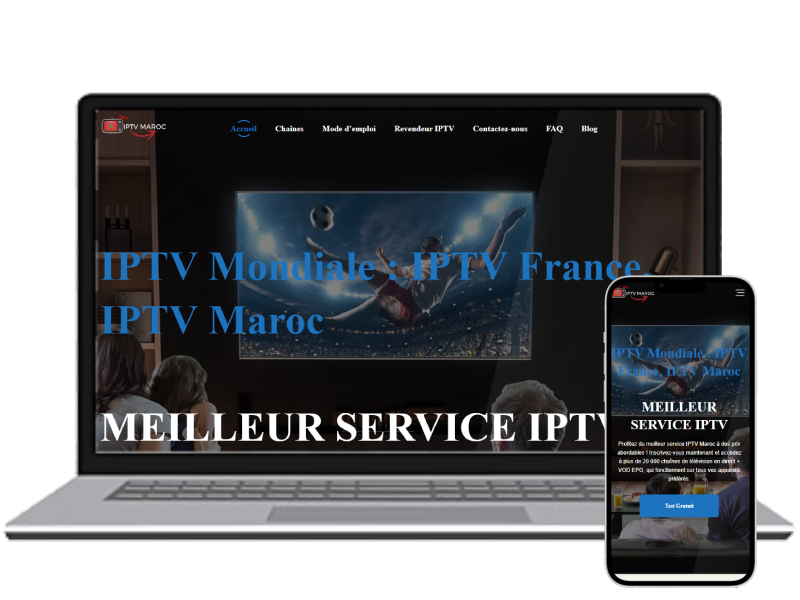 IPTV MAROC
Accueil Chaînes Mode d'emploi Revendeur IPTV Contactez-nous FAQ Blog
IPTV Mondiale : IPTV France,
IPTV Maroc
MEILLEUR SERVICE IPTV
IPTV MAROC
IPTV Mondiale : IPTV
France, IPTV Maroc
MEILLEUR
SERVICE IPTV
Profitez du meilleur service IPTV Maroc à des prix
abordables ! Inscrivez-vous maintenant et accédez
à plus de 20 000 chaînes de télévision en direct +
VOD EPG, qui fonctionnent sur tous vos appareils
préférés.
Test Gratuit